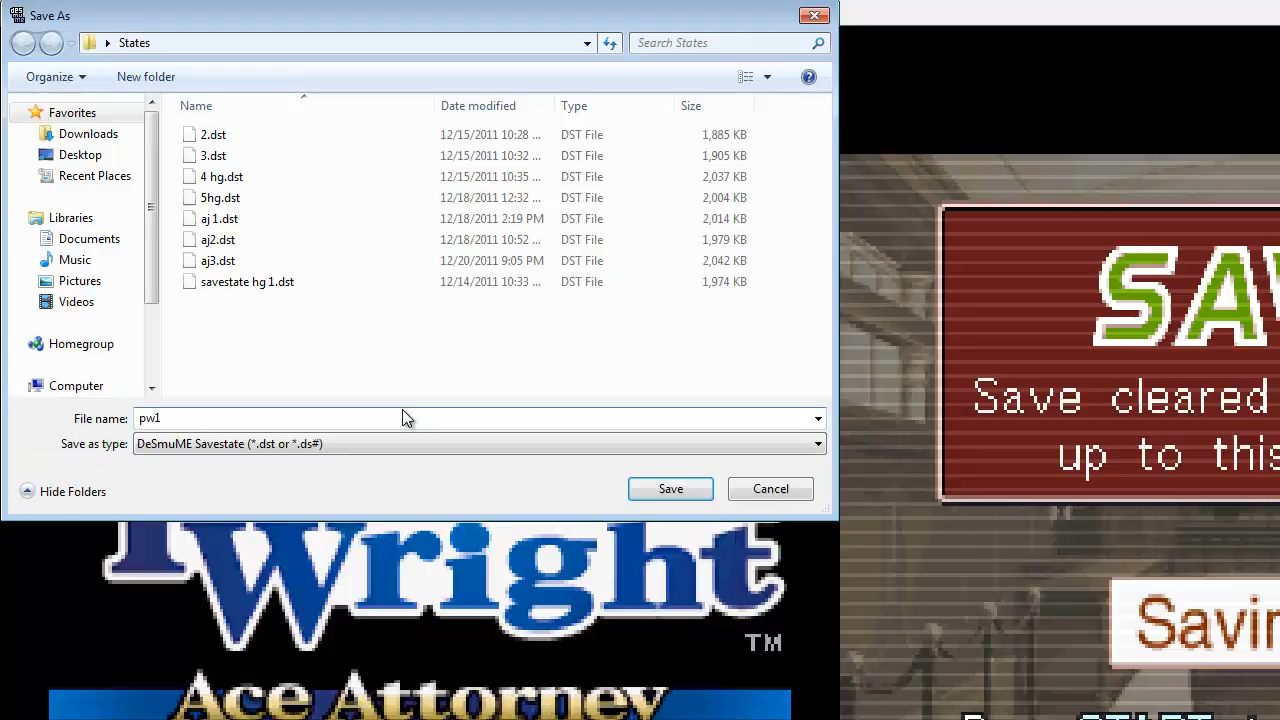 Save As
States
Search States
Organize
New folder
Name Date modified Type Size
Favorites
Downloads
Desktop
Recent Places
Libraries
Documents
Music
Pictures
Videos
Homegroup
Computer
2.dst 12/15/2011 10:28 ... DST File 1,885 KB
3.dst 12/15/2011 10:32 ... DST File 1,905 KB
4 hg.dst 12/15/2011 10:35 ... DST File 2,037 KB
5hg.dst 12/18/2011 12:32 ... DST File 2,004 KB
aj 1.dst 12/18/2011 2:19 PM DST File 2,014 KB
aj2.dst 12/18/2011 10:52 ... DST File 1,979 KB
aj3.dst 12/20/2011 9:05 PM DST File 2,042 KB
savestate hg 1.dst 12/14/2011 10:33 ... DST File 1,974 KB
File name: pw1
Save as type: DeSmuME Savestate (*.dst or *.ds#)
Hide Folders
Save
Cancel
Wright
TM
Ace Attorney
SA
Save cleared
up to this
Savin